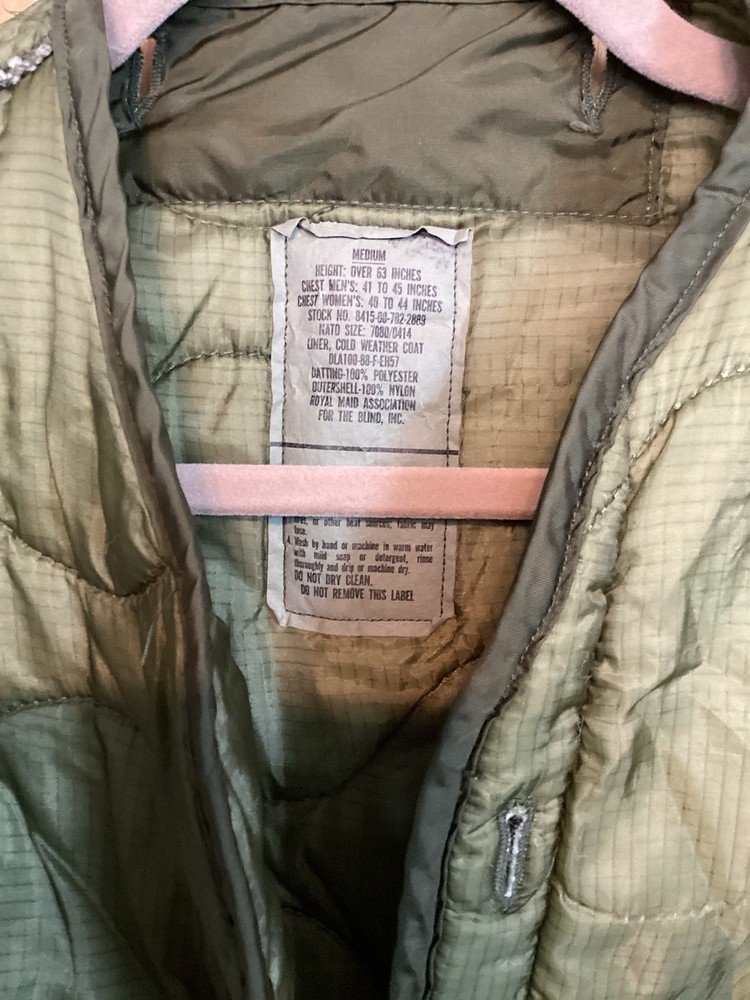 MEDIUM
HEIGHT: OVER 63 INCHES
CHEST MEN'S: 41 TO 45 INCHES
CHEST WOMEN'S: 40 TO 44 INCHES
STOCK NO. 8415-00-782-2889
NATO SIZE: 7080/0414
LINER, COLD WEATHER COAT
DLA100-88-F-EH57
BATTING-100% POLYESTER
OUTERSHELL-100% NYLON
ROYAL MAID ASSOCIATION
FOR THE BLIND, INC.
or other heat sources; fabric may
fuse.
4. Wash by hand or machine in warm water
with mild soap or detergent, rinse
thoroughly and drip or machine dry.
DO NOT DRY CLEAN.
DO NOT REMOVE THIS LABEL